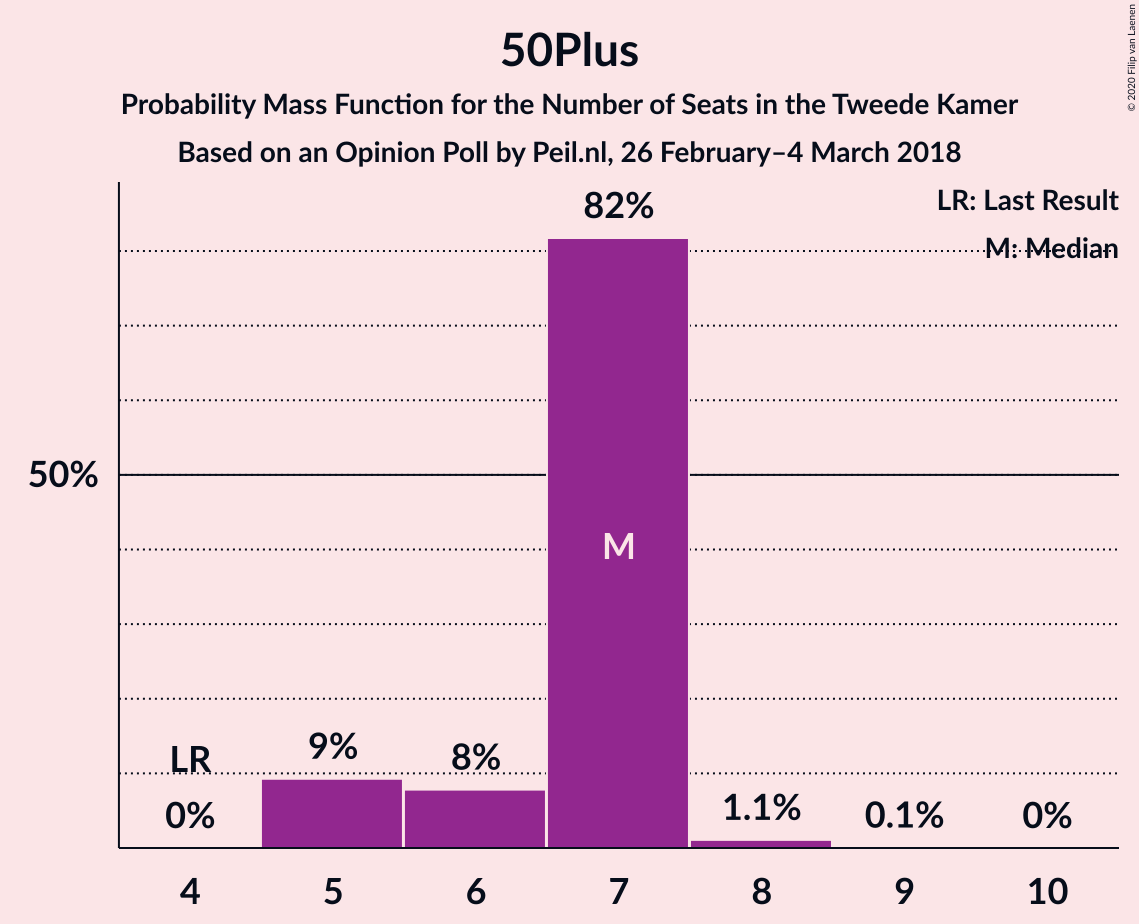 50Plus
Probability Mass Function for the Number of Seats in the Tweede Kamer
Based on an Opinion Poll by Peil.nl, 26 February–4 March 2018
© 2020 Filip van Laenen
LR: Last Result
M: Median
82%
50%
M
LR
9%
8%
0%
1.1%
0.1%
0%
4 5 6 7 8 9 10